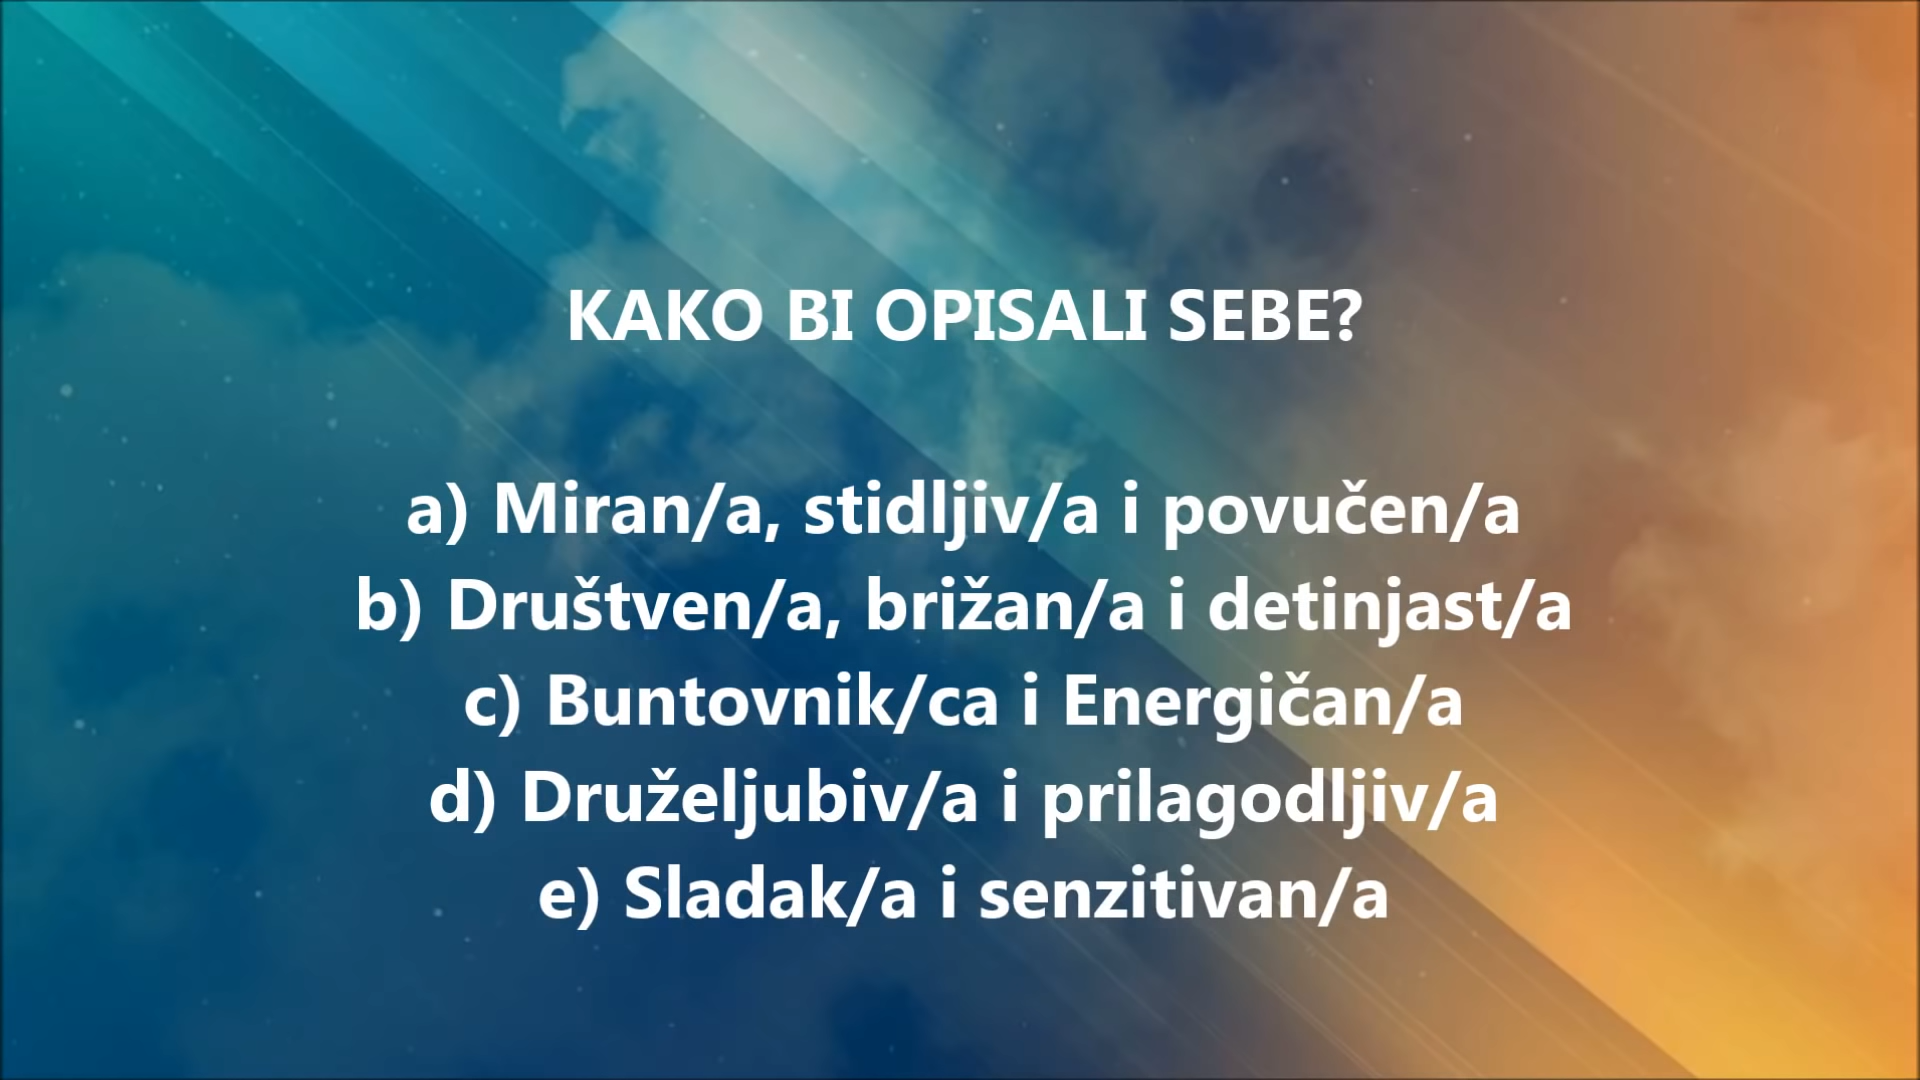 KAKO BI OPISALI SEBE?
a) Miran/a, stidljiv/a i povučen/a
b) Društven/a, brižan/a i detinjast/a
c) Buntovnik/ca i Energičan/a
d) Druželjubiv/a i prilagodljiv/a
e) Sladak/a i senzitivan/a